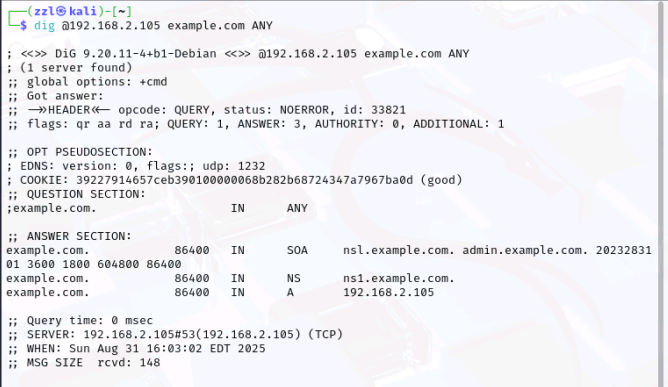 ┌──(zzl㉿kali)-[~]
└─$ dig @192.168.2.105 example.com ANY

; <<>> DiG 9.20.11-4+b1-Debian <<>> @192.168.2.105 example.com ANY
; (1 server found)
;; global options: +cmd
;; Got answer:
;; ->>HEADER<<- opcode: QUERY, status: NOERROR, id: 33821
;; flags: qr aa rd ra; QUERY: 1, ANSWER: 3, AUTHORITY: 0, ADDITIONAL: 1

;; OPT PSEUDOSECTION:
; EDNS: version: 0, flags:; udp: 1232
; COOKIE: 39227914657ceb390100000068b282b68724347a7967ba0d (good)
;; QUESTION SECTION:
;example.com. IN ANY

;; ANSWER SECTION:
example.com. 86400 IN SOA nsl.example.com. admin.example.com. 20232831
01 3600 1800 604800 86400
example.com. 86400 IN NS ns1.example.com.
example.com. 86400 IN A 192.168.2.105

;; Query time: 0 msec
;; SERVER: 192.168.2.105#53(192.168.2.105) (TCP)
;; WHEN: Sun Aug 31 16:03:02 EDT 2025
;; MSG SIZE rcvd: 148